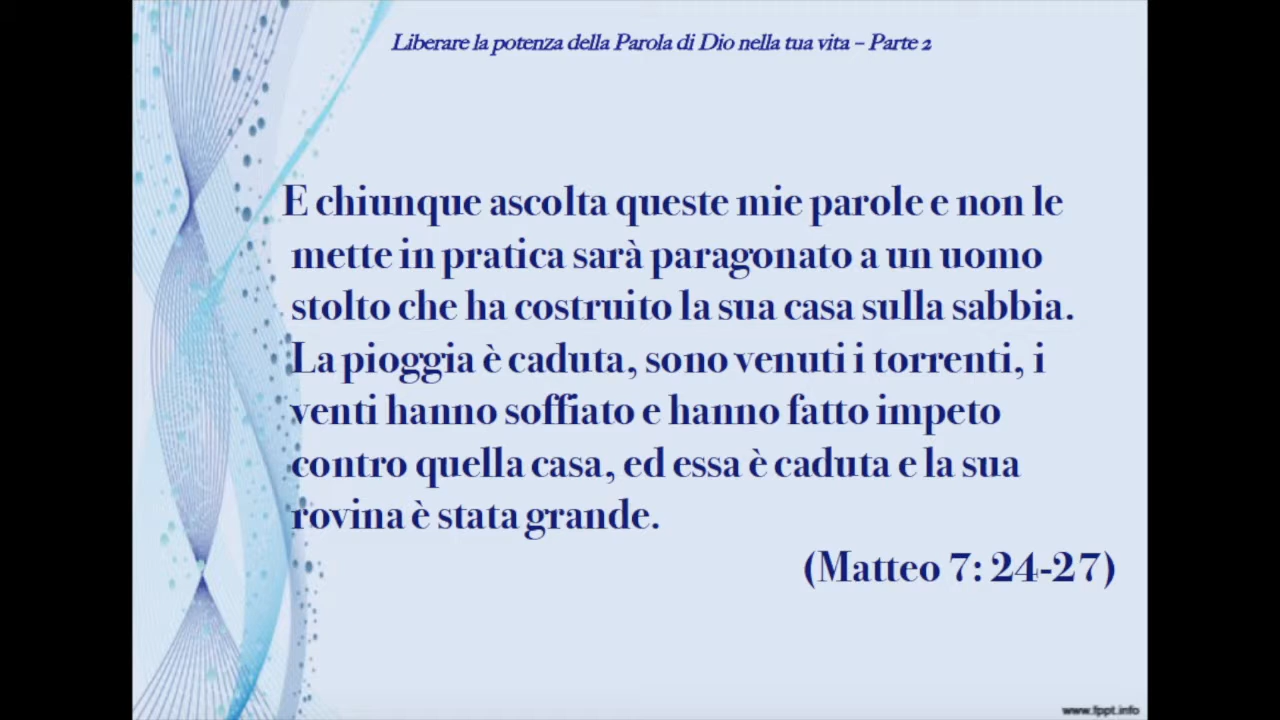 Liberare la potenza della Parola di Dio nella tua vita – Parte 2
E chiunque ascolta queste mie parole e non le
mette in pratica sarà paragonato a un uomo
stolto che ha costruito la sua casa sulla sabbia.
La pioggia è caduta, sono venuti i torrenti, i
venti hanno soffiato e hanno fatto impeto
contro quella casa, ed essa è caduta e la sua
rovina è stata grande.
(Matteo 7: 24-27)
www.fppt.info